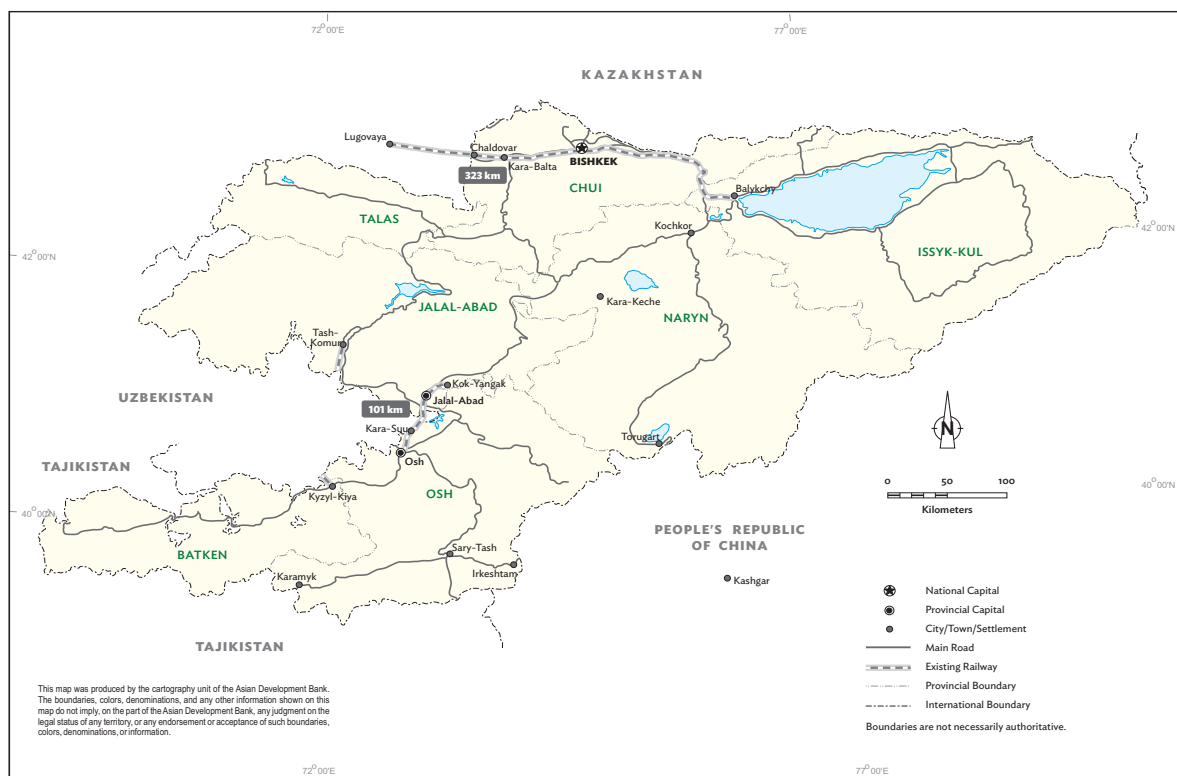 72°00'E
77°00'E
KAZAKHSTAN
Lugovaya
Chaldovar
BISHKEK
Kara-Balta
323 km
CHUI
Balykchy
TALAS
Kochkor
42°00'N
42°00'N
ISSYK-KUL
Kara-Keche
JALAL-ABAD
NARYN
Tash-
Komur
Kok-Yangak
UZBEKISTAN
Jalal-Abad
101 km
Kara-Suu
N
Torugart
Osh
TAJIKISTAN
0 50 100
Kilometers
40°00'N
Kyzyl-Kiya
OSH
40°00'N
PEOPLE'S REPUBLIC
OF CHINA
BATKEN
Sary-Tash
Irkeshtam
Karamyk
Kashgar
National Capital
Provincial Capital
City/Town/Settlement
Main Road
Existing Railway
Provincial Boundary
International Boundary
Boundaries are not necessarily authoritative.
TAJIKISTAN
This map was produced by the cartography unit of the Asian Development Bank.
The boundaries, colors, denominations, and any other information shown on this
map do not imply, on the part of the Asian Development Bank, any judgment on the
legal status of any territory, or any endorsement or acceptance of such boundaries,
colors, denominations, or information.
72°00'E
77°00'E